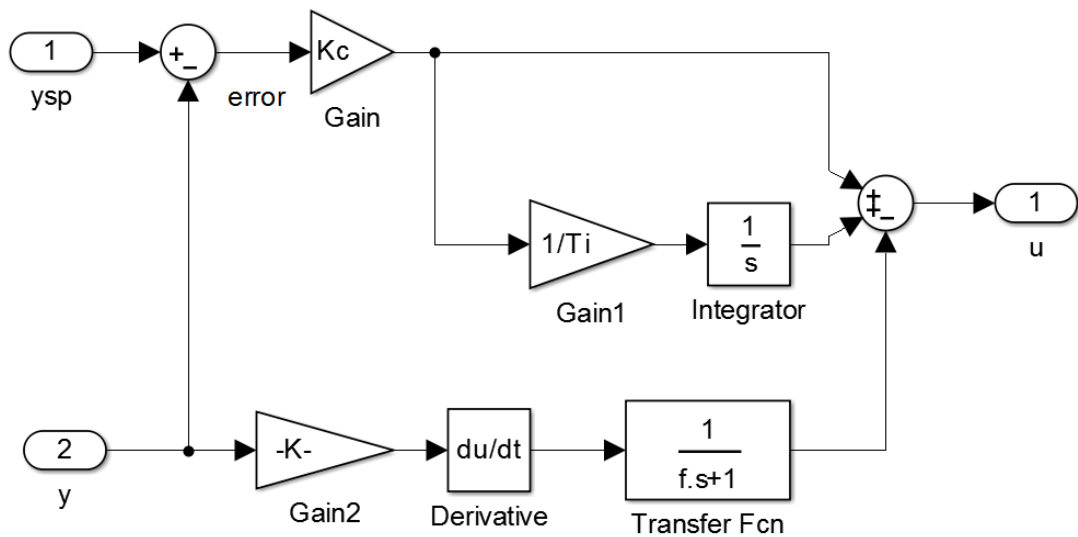 1
ysp
+
−
error
Kc
Gain
1/Ti
Gain1
1
s
Integrator
+
+
−
1
u
2
y
-K-
Gain2
du/dt
Derivative
1
f.s+1
Transfer Fcn